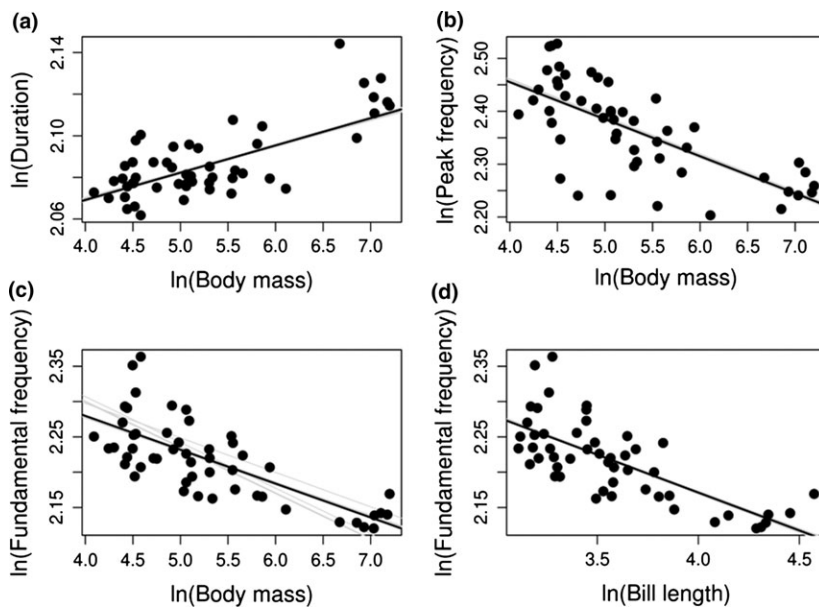 (a)
ln(Duration)
2.14
2.10
2.06
4.0 4.5 5.0 5.5 6.0 6.5 7.0
ln(Body mass)
(b)
ln(Peak frequency)
2.50
2.40
2.30
2.20
4.0 4.5 5.0 5.5 6.0 6.5 7.0
ln(Body mass)
(c)
ln(Fundamental frequency)
2.35
2.25
2.15
4.0 4.5 5.0 5.5 6.0 6.5 7.0
ln(Body mass)
(d)
ln(Fundamental frequency)
2.35
2.25
2.15
3.5 4.0 4.5
ln(Bill length)